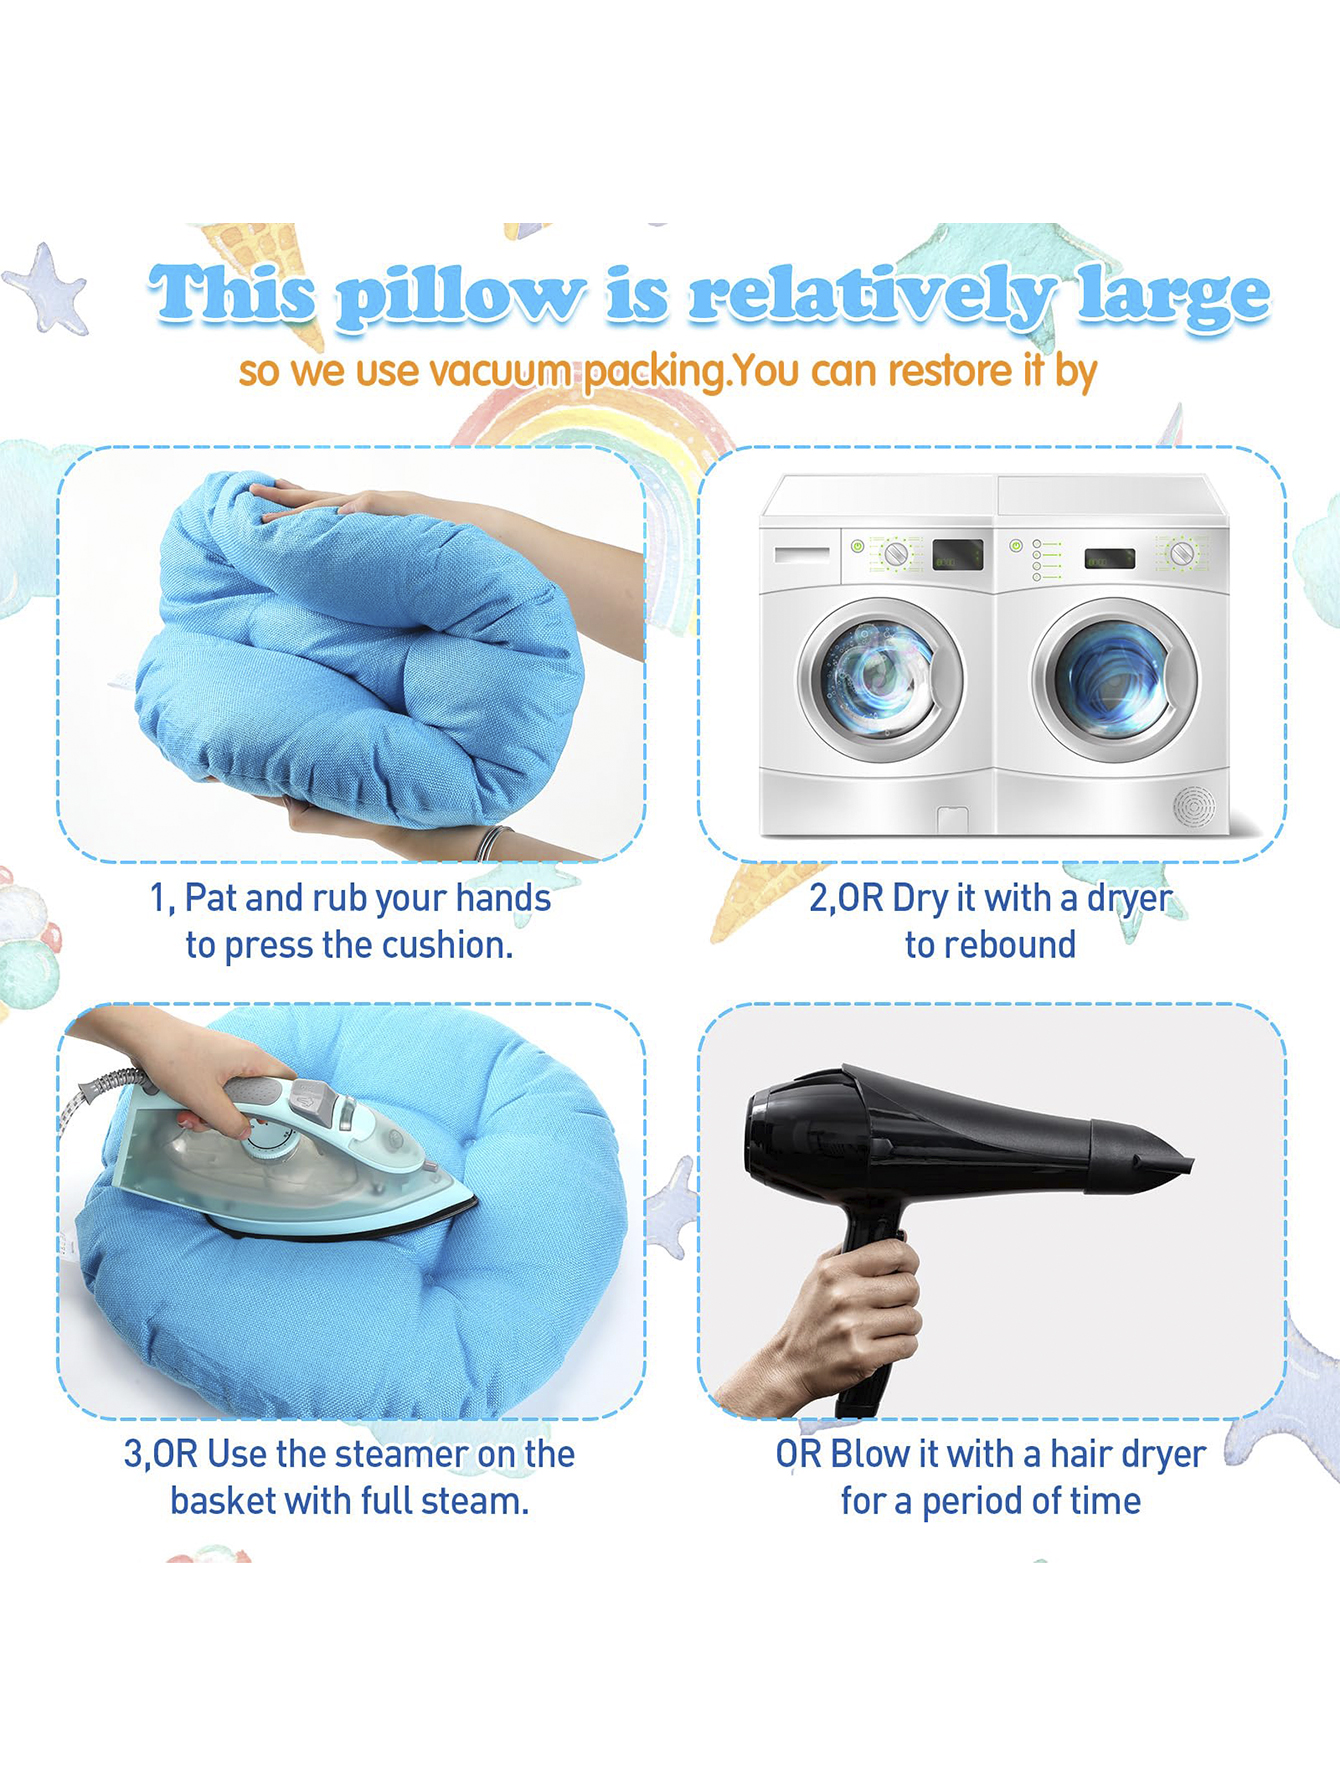 This pillow is relatively large
so we use vacuum packing.You can restore it by
1, Pat and rub your hands
to press the cushion.
2,OR Dry it with a dryer
to rebound
3,OR Use the steamer on the
basket with full steam.
OR Blow it with a hair dryer
for a period of time